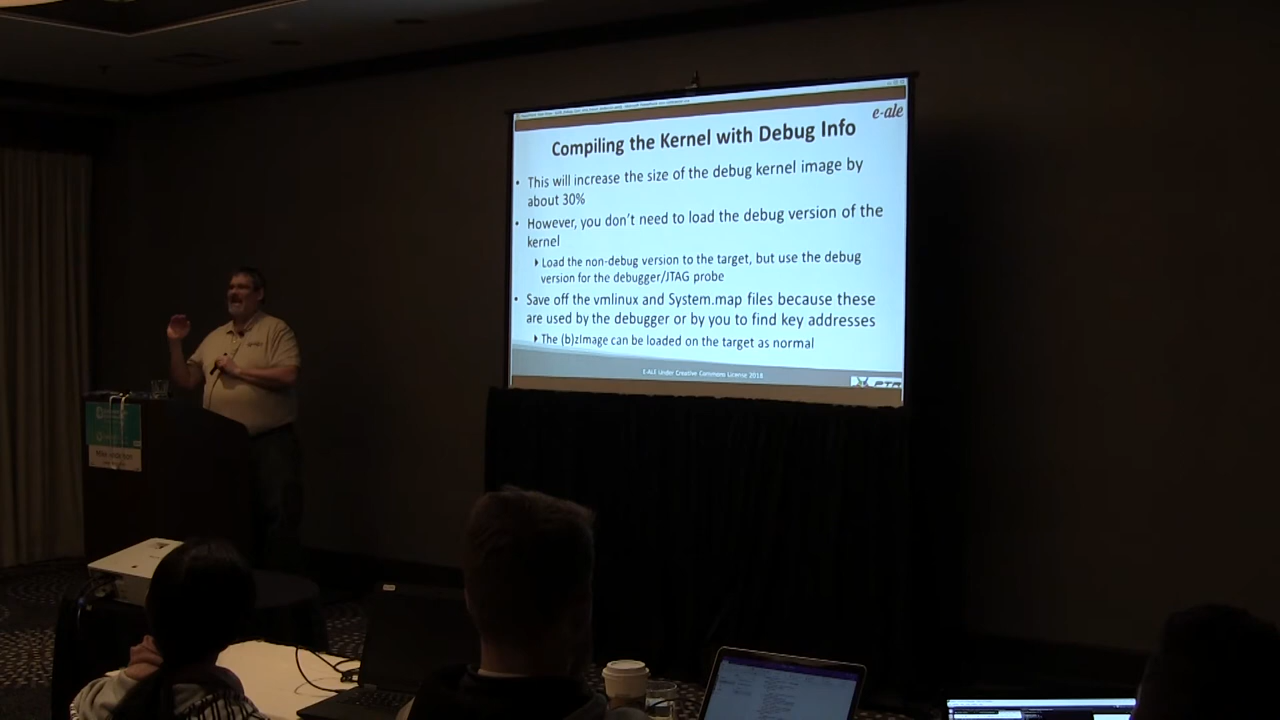 e-ale
Compiling the Kernel with Debug Info
• This will increase the size of the debug kernel image by
about 30%
• However, you don't need to load the debug version of the
kernel
Load the non-debug version to the target, but use the debug
version for the debugger/JTAG probe
• Save off the vmlinux and System.map files because these
are used by the debugger or by you to find key addresses
The (b)zImage can be loaded on the target as normal
E-ALE Under Creative Commons License 2018